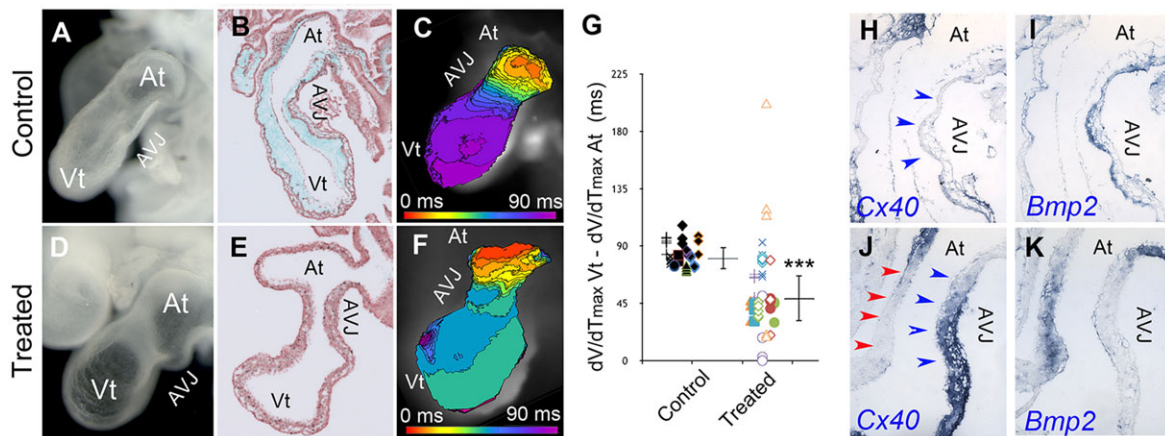 Control
A
At
AVJ
Vt
B
At
AVJ
Vt
C
At
AVJ
Vt
0 ms 90 ms
Treated
D
At
Vt
AVJ
E
At
AVJ
Vt
F
At
AVJ
Vt
0 ms 90 ms
G
dV/dTmax Vt - dV/dTmax At (ms)
225
180
135
90
45
0
***
Control
Treated
H
At
AVJ
Cx40
I
At
AVJ
Bmp2
J
At
AVJ
Cx40
K
At
AVJ
Bmp2